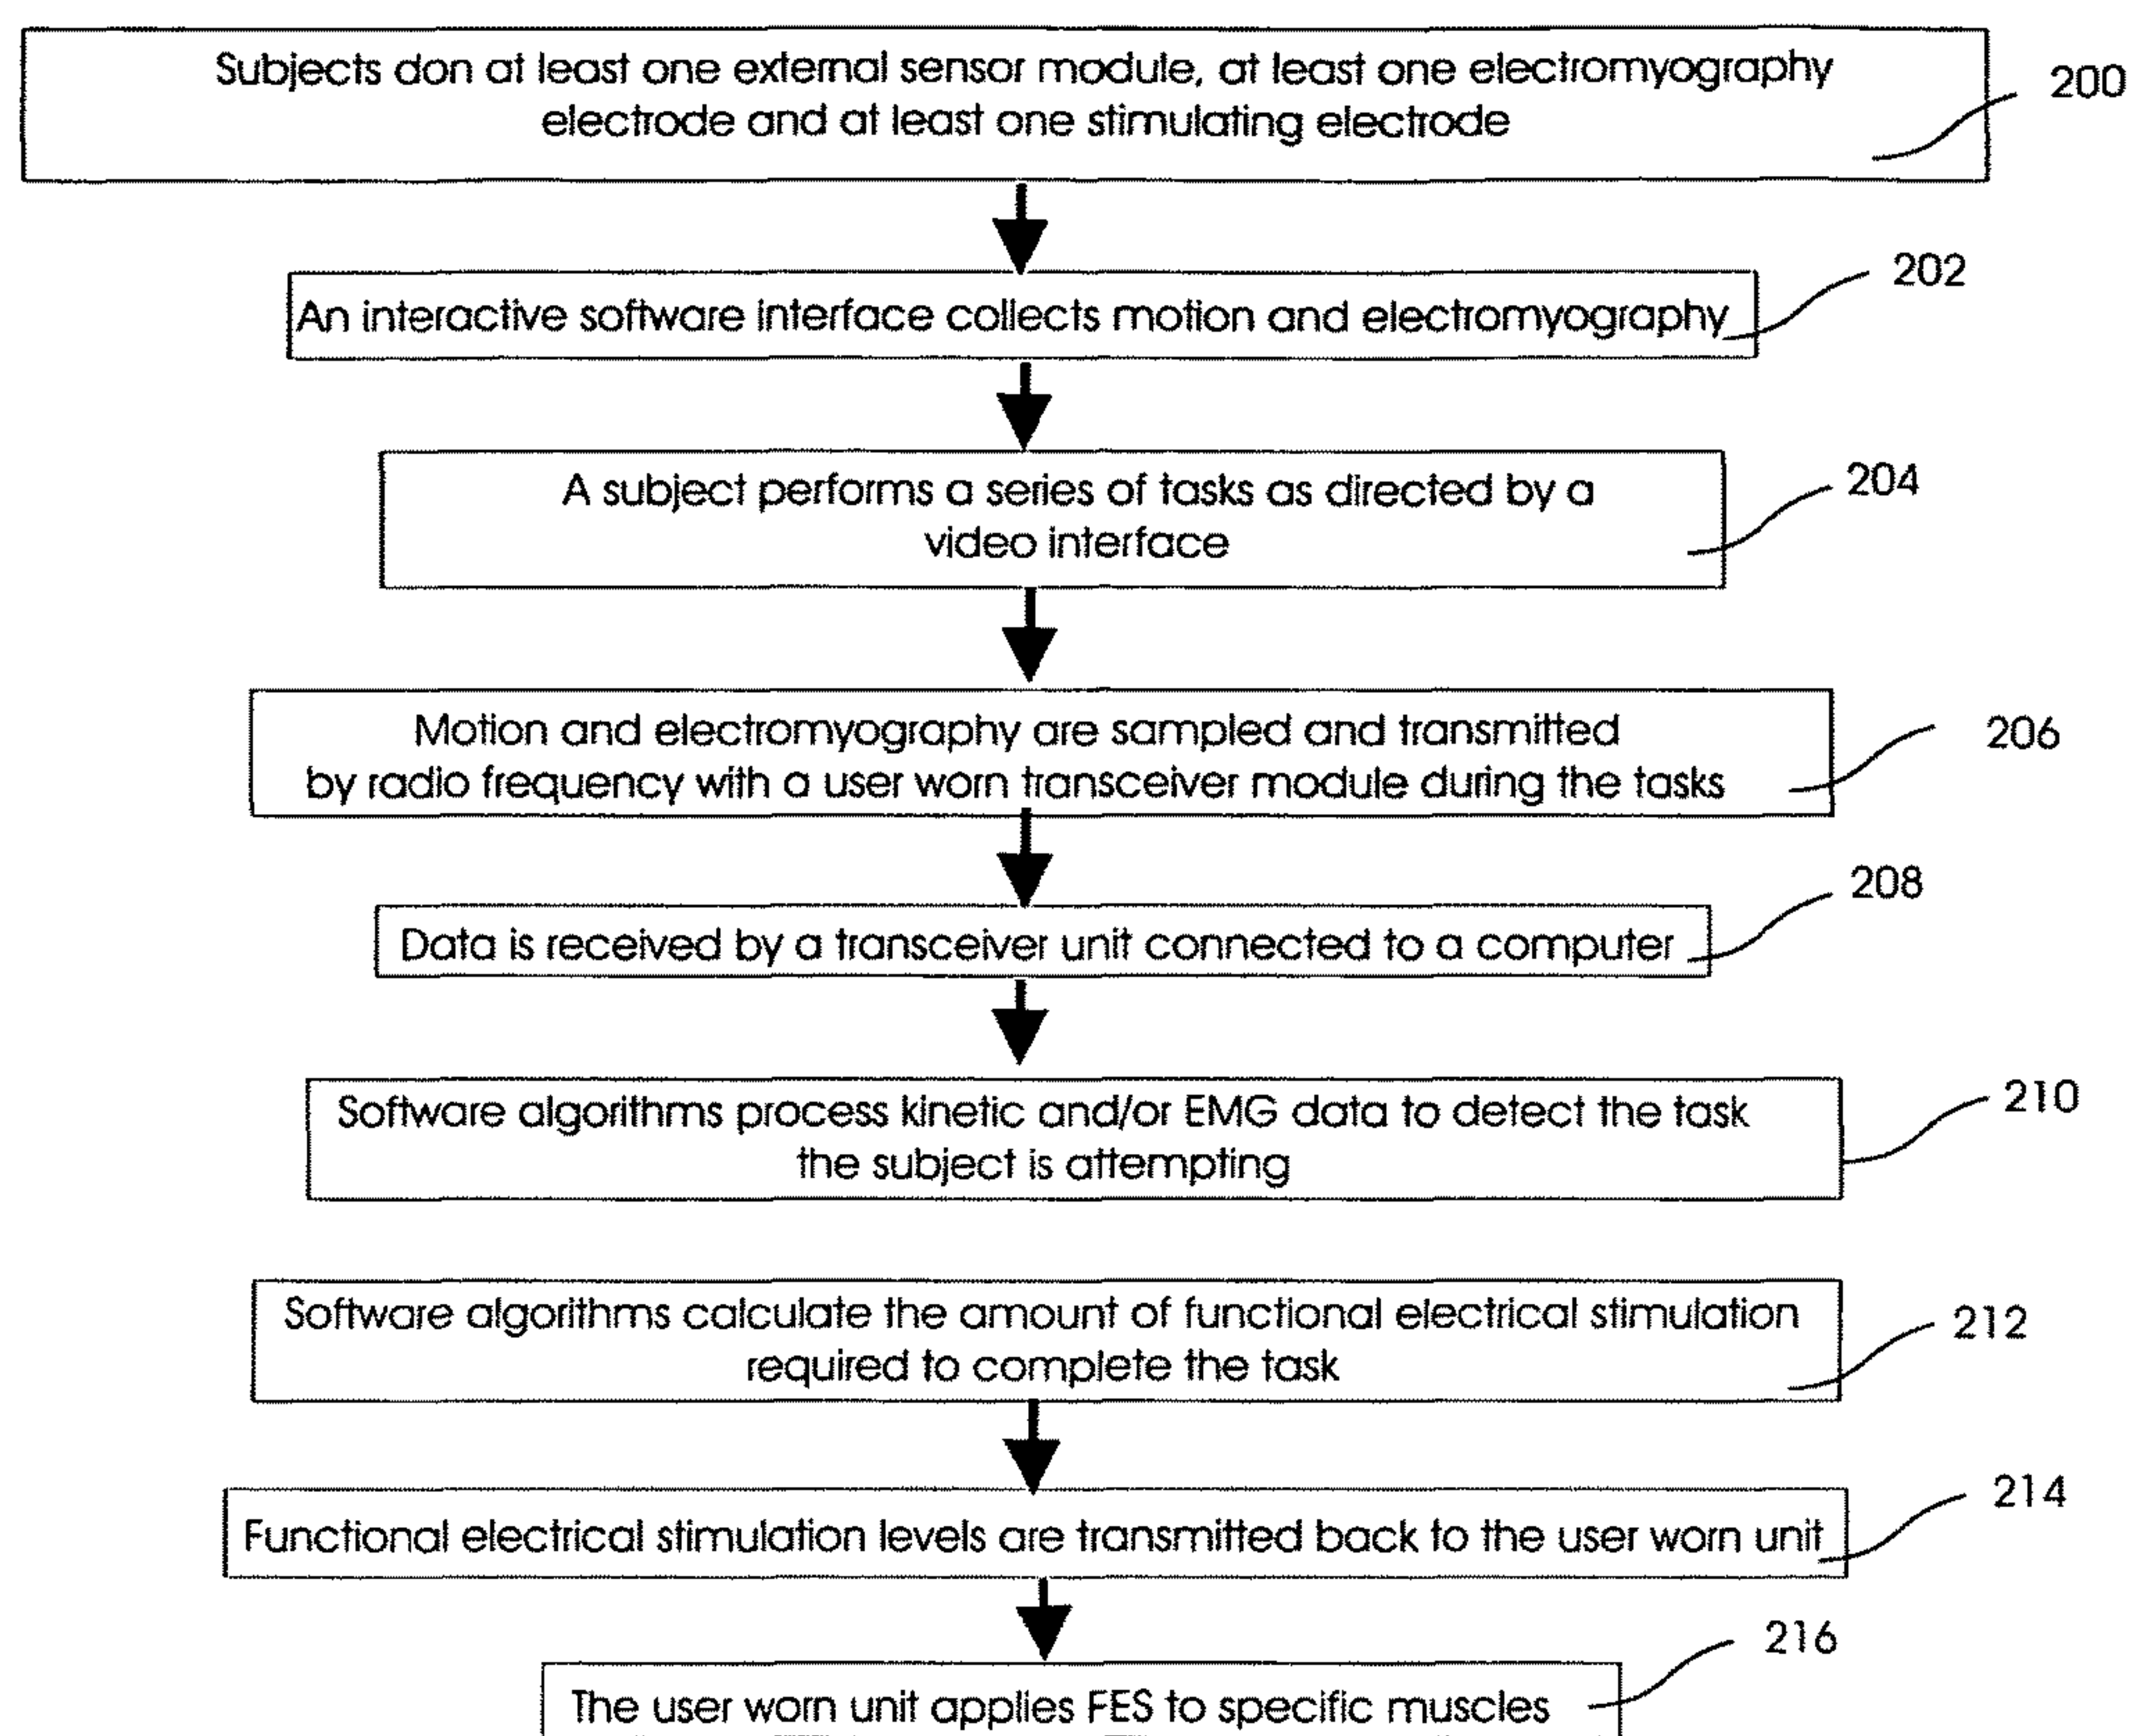 Subjects don at least one external sensor module, at least one electromyography
electrode and at least one stimulating electrode
200
An interactive software interface collects motion and electromyography
202
A subject performs a series of tasks as directed by a
video interface
204
Motion and electromyography are sampled and transmitted
by radio frequency with a user worn transceiver module during the tasks
206
Data is received by a transceiver unit connected to a computer
208
Software algorithms process kinetic and/or EMG data to detect the task
the subject is attempting
210
Software algorithms calculate the amount of functional electrical stimulation
required to complete the task
212
Functional electrical stimulation levels are transmitted back to the user worn unit
214
The user worn unit applies FES to specific muscles
216